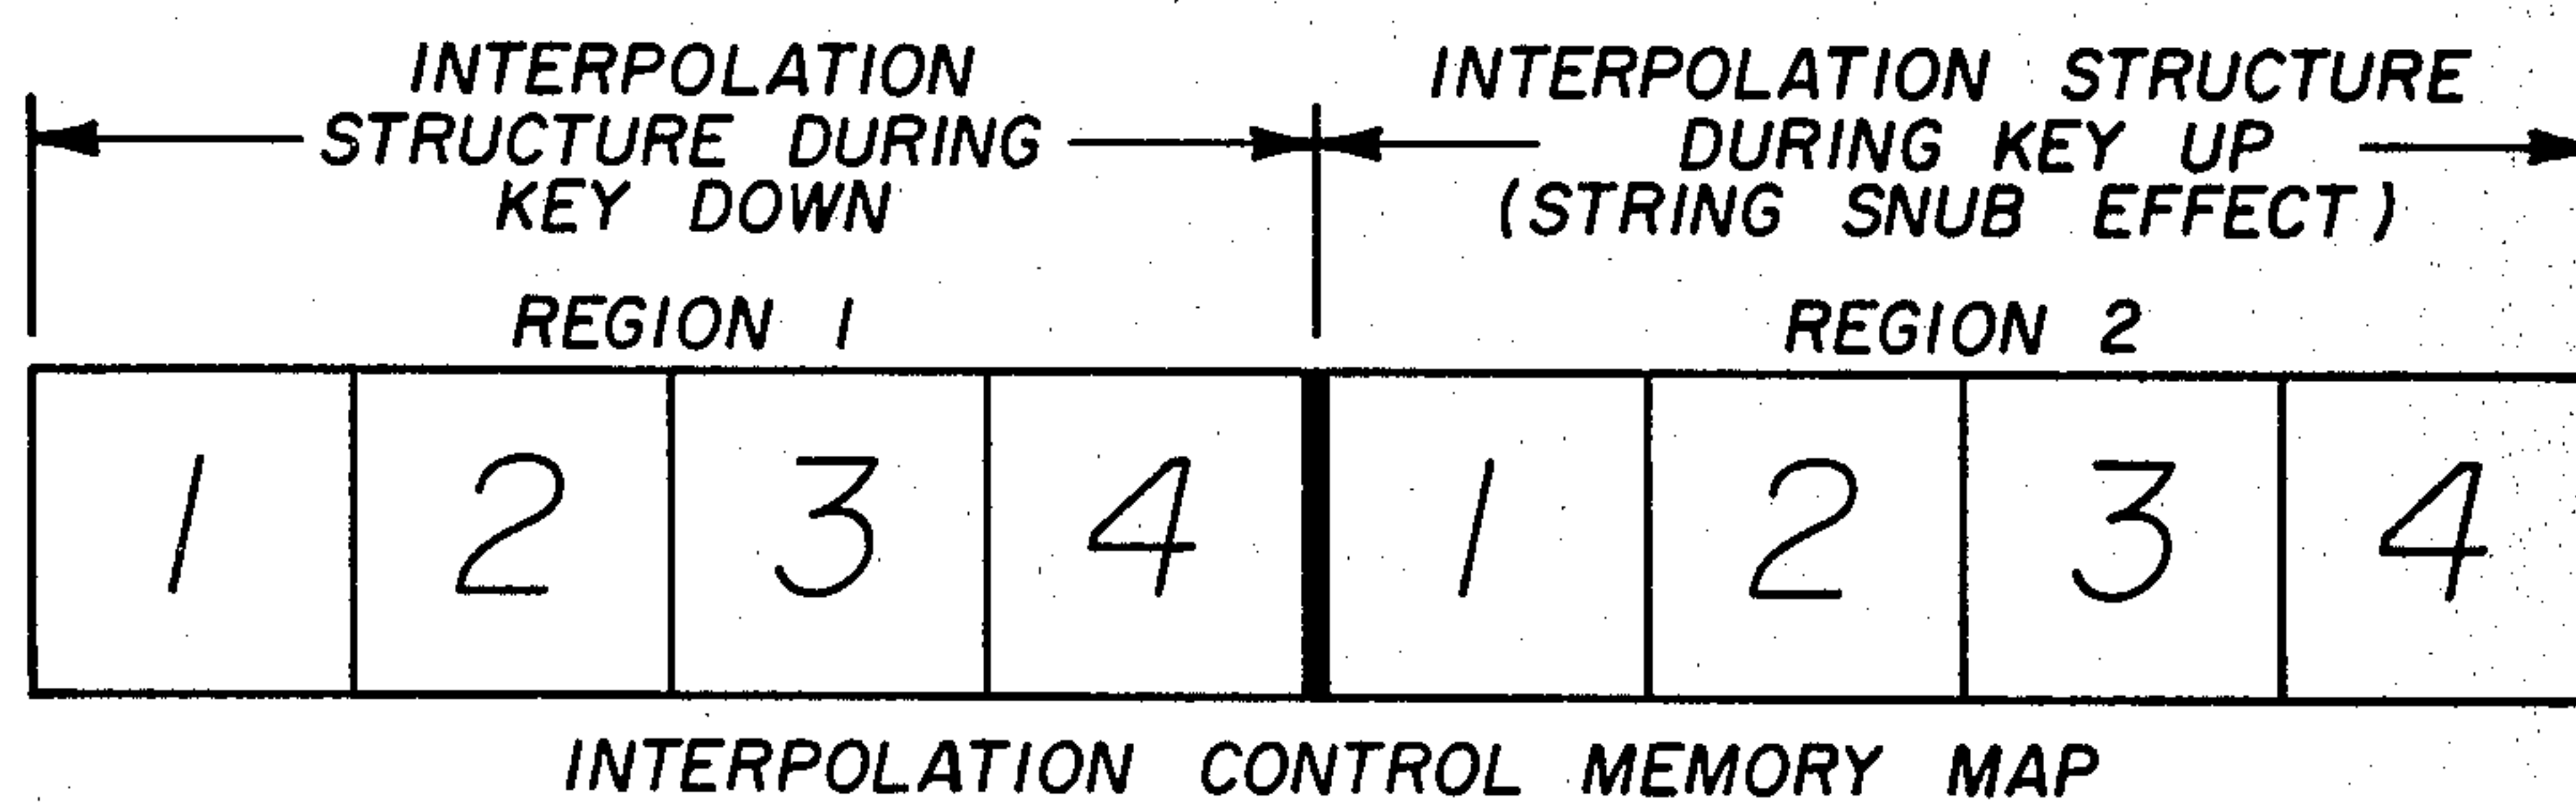 INTERPOLATION
STRUCTURE DURING
KEY DOWN
INTERPOLATION STRUCTURE
DURING KEY UP
(STRING SNUB EFFECT)
REGION 1
REGION 2
1 2 3 4 1 2 3 4
INTERPOLATION CONTROL MEMORY MAP